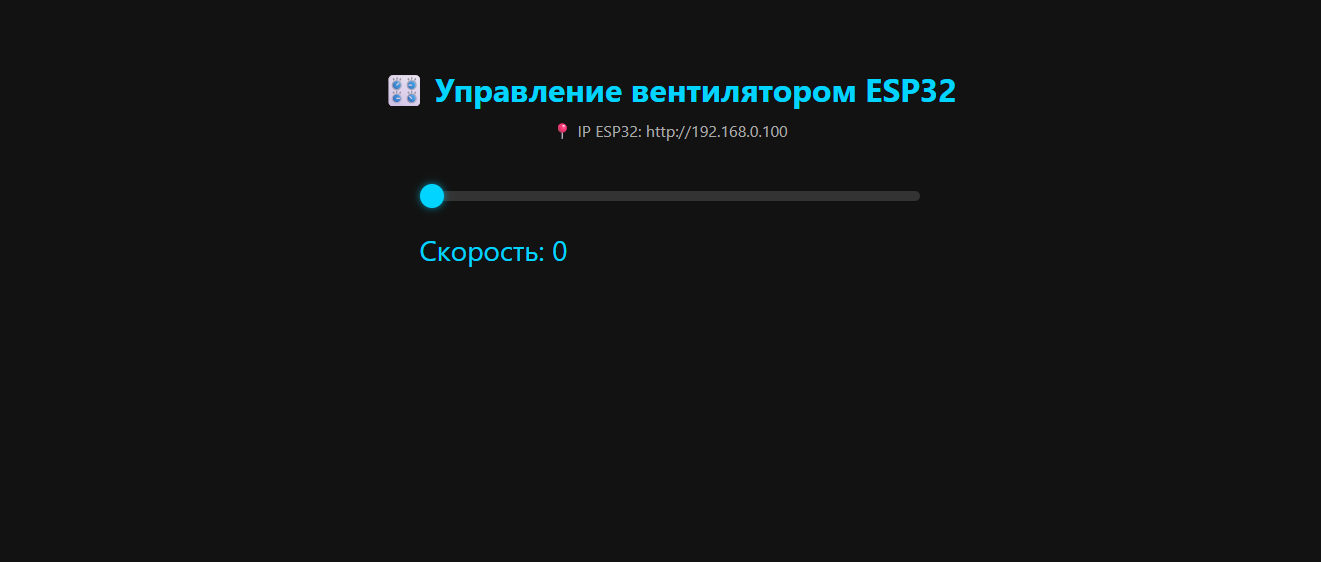 🎛️ Управление вентилятором ESP32
📍 IP ESP32: http://192.168.0.100
Скорость: 0